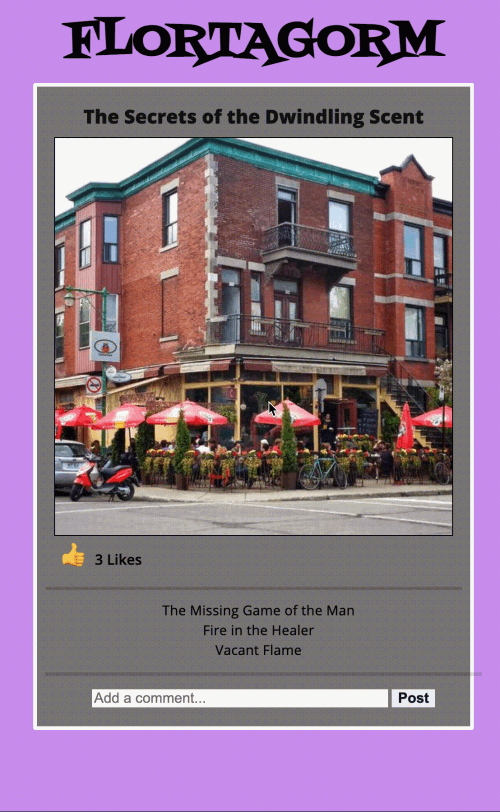 FLORTAGORM
The Secrets of the Dwindling Scent
3 Likes
The Missing Game of the Man
Fire in the Healer
Vacant Flame
Add a comment...
Post